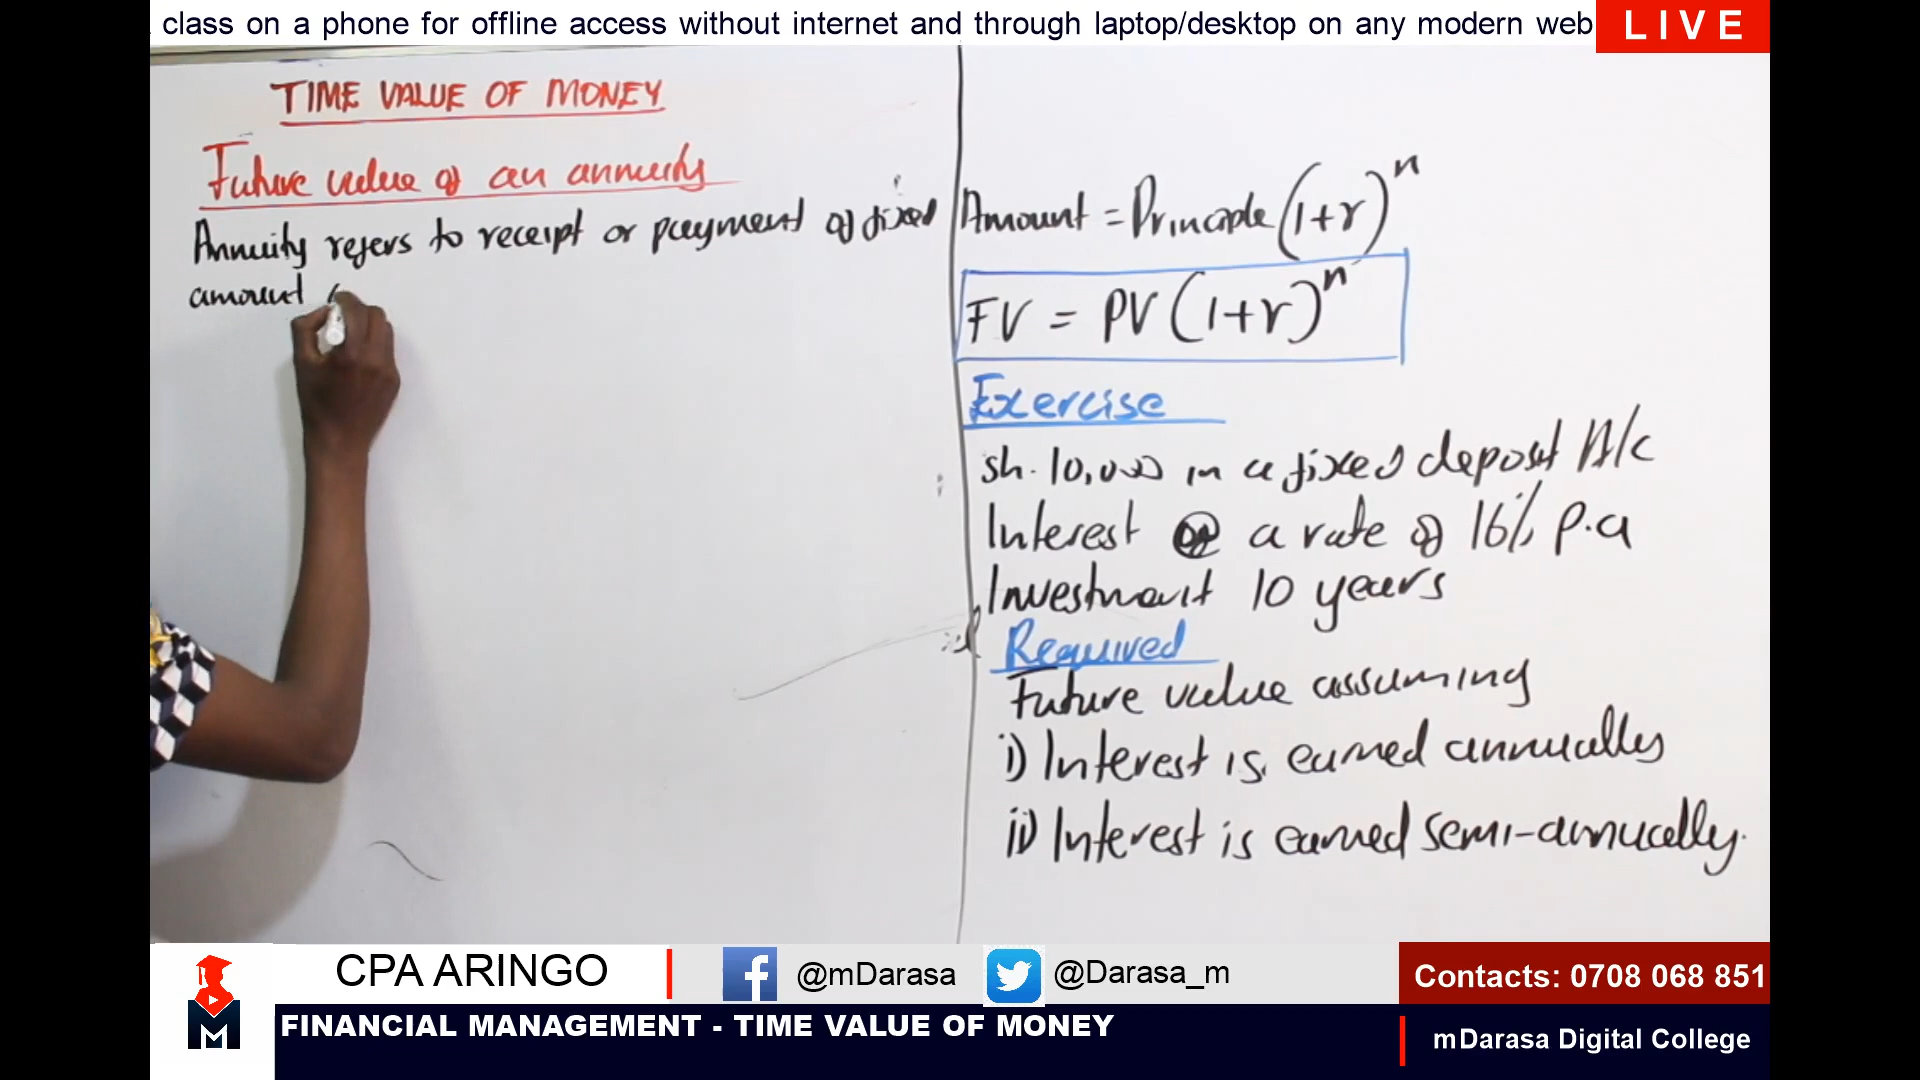 class on a phone for offline access without internet and through laptop/desktop on any modern web
LIVE
TIME VALUE OF MONEY
Future value of an annuity
Annuity refers to receipt or payment of fixed
amount
Amount = Principle (1+r)^n
FV = PV (1+r)^n
Exercise
sh. 10,000 in a fixed deposit A/c
Interest @ a rate of 16% p.a
Investment 10 years
Required
Future value assuming
i) Interest is earned annually
ii) Interest is earned semi-annually.
CPA ARINGO
@mDarasa
@Darasa_m
Contacts: 0708 068 851
M
FINANCIAL MANAGEMENT - TIME VALUE OF MONEY
mDarasa Digital College